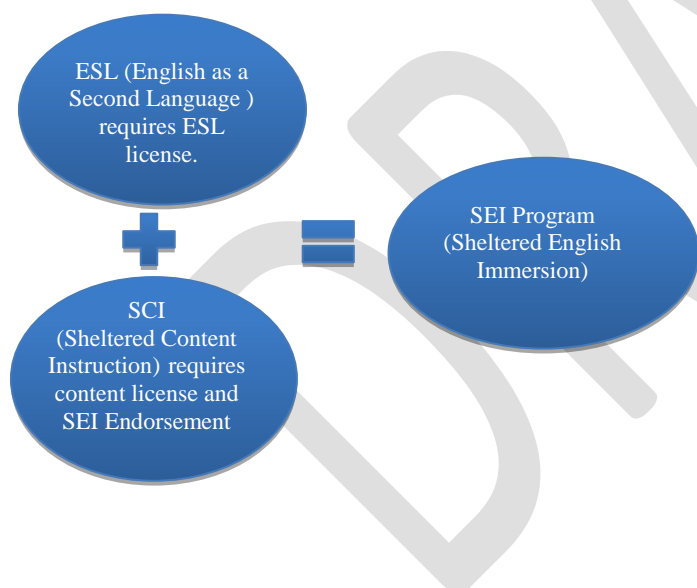 ESL (English as a
Second Language )
requires ESL
license.
SCI
(Sheltered Content
Instruction) requires
content license and
SEI Endorsement
SEI Program
(Sheltered English
Immersion)